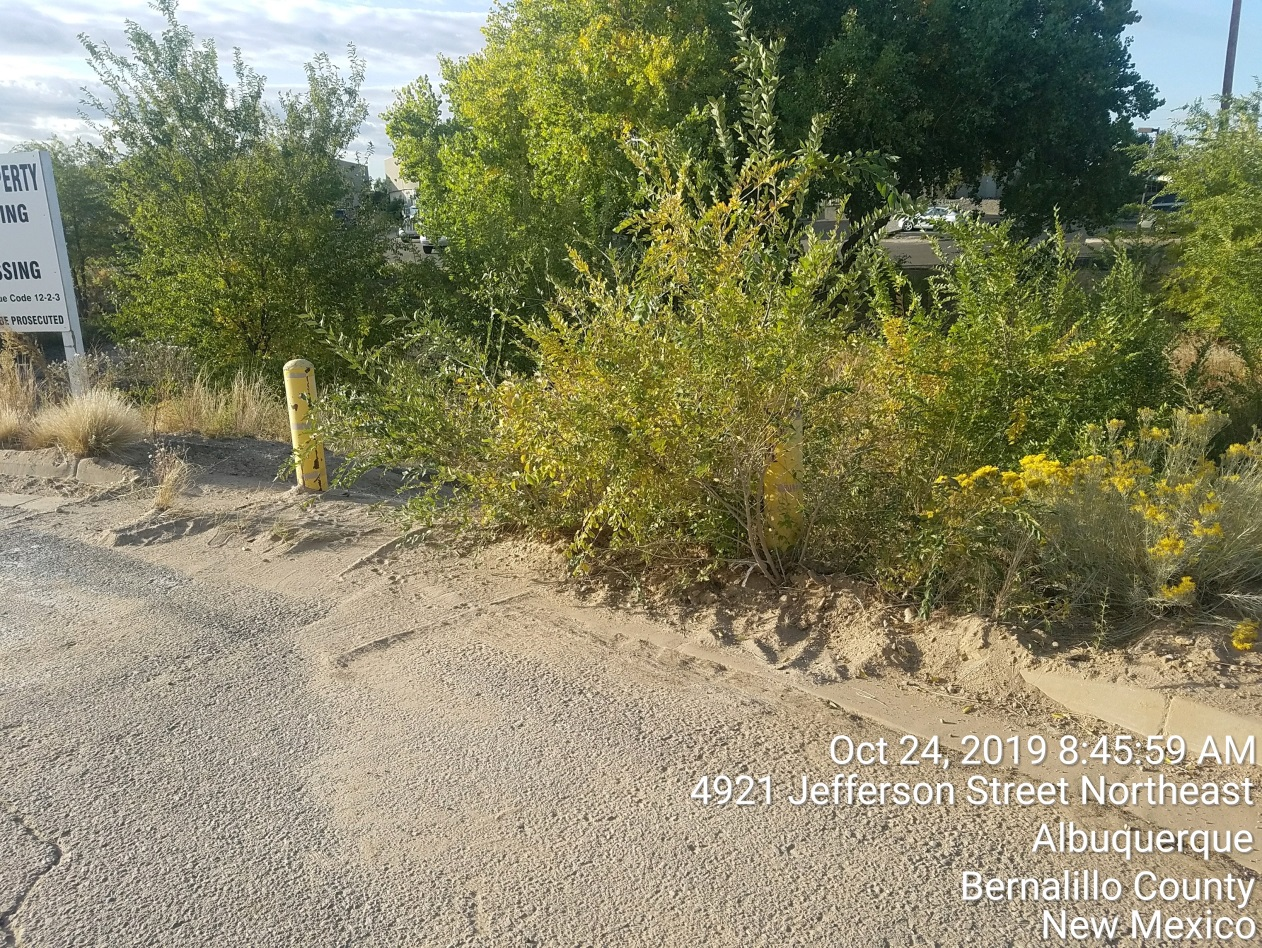 PERTY
ING
SSING
ue Code 12-2-3
BE PROSECUTED
Oct 24, 2019 8:45:59 AM
4921 Jefferson Street Northeast
Albuquerque
Bernalillo County
New Mexico